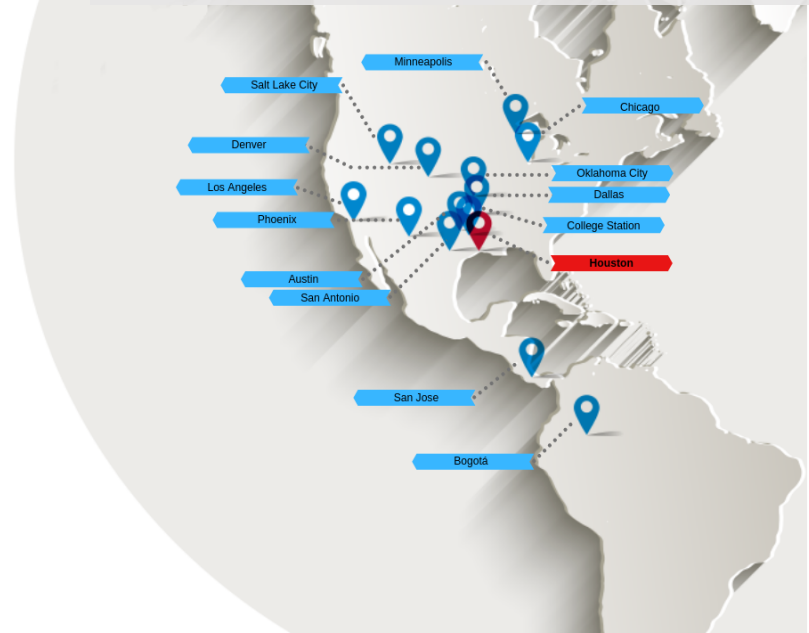 Minneapolis
Salt Lake City
Chicago
Denver
Oklahoma City
Los Angeles
Dallas
Phoenix
College Station
Houston
Austin
San Antonio
San Jose
Bogotá